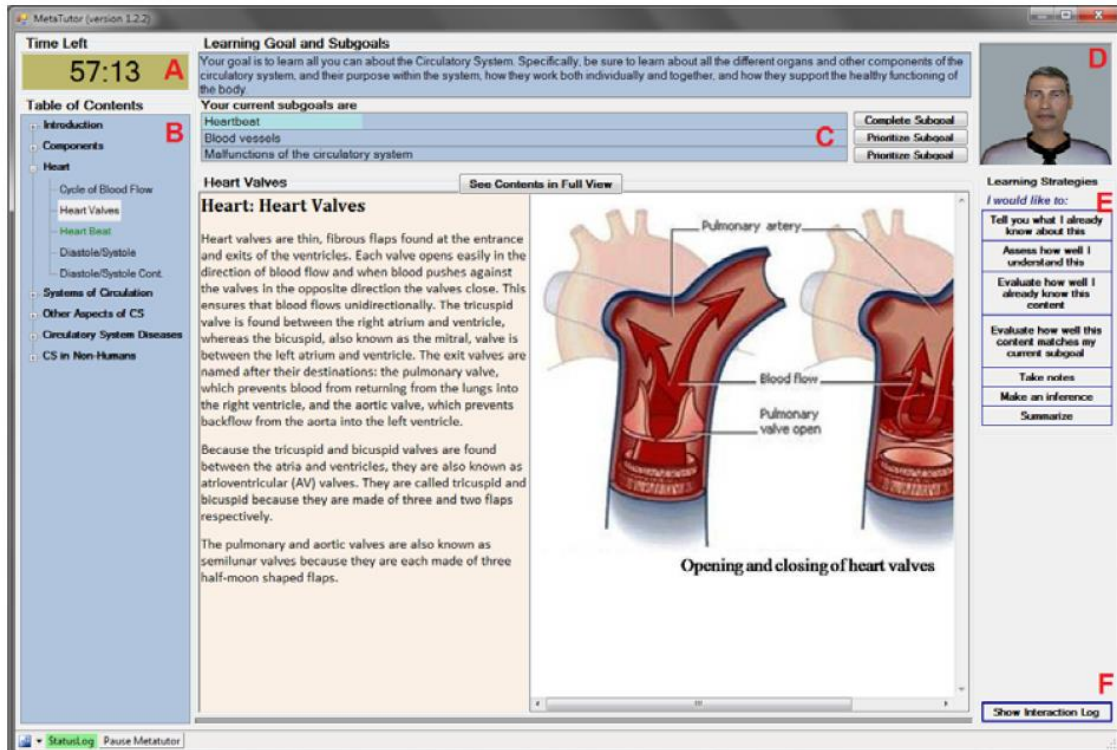 MetaTutor (version 1.2.2)
Time Left
57:13
A
Table of Contents
B
Introduction
Components
Heart
Cycle of Blood Flow
Heart Valves
Heart Beat
Diastole/Systole
Diastole/Systole Cont.
Systems of Circulation
Other Aspects of CS
Circulatory System Diseases
CS in Non-Humans
Learning Goal and Subgoals
Your goal is to learn all you can about the Circulatory System. Specifically, be sure to learn about all the different organs and other components of the
circulatory system, and their purpose within the system, how they work both individually and together, and how they support the healthy functioning of
the body.
Your current subgoals are
Heartbeat
Blood vessels
Malfunctions of the circulatory system
C
Complete Subgoal
Prioritize Subgoal
Prioritize Subgoal
Heart Valves
See Contents in Full View
Heart: Heart Valves
Heart valves are thin, fibrous flaps found at the entrance
and exits of the ventricles. Each valve opens easily in the
direction of blood flow and when blood pushes against
the valves in the opposite direction the valves close. This
ensures that blood flows unidirectionally. The tricuspid
valve is found between the right atrium and ventricle,
whereas the bicuspid, also known as the mitral, valve is
between the left atrium and ventricle. The exit valves are
named after their destinations: the pulmonary valve,
which prevents blood from returning from the lungs into
the right ventricle, and the aortic valve, which prevents
backflow from the aorta into the left ventricle.
Because the tricuspid and bicuspid valves are found
between the atria and ventricles, they are also known as
atrioventricular (AV) valves. They are called tricuspid and
bicuspid because they are made of three and two flaps
respectively.
The pulmonary and aortic valves are also known as
semilunar valves because they are each made of three
half-moon shaped flaps.
Pulmonary artery
Blood flow
Pulmonary
valve open
Opening and closing of heart valves
D
Learning Strategies
E
I would like to:
Tell you what I already
know about this
Assess how well I
understand this
Evaluate how well I
already know this
content
Evaluate how well this
content matches my
current subgoal
Take notes
Make an inference
Summarize
F
Show Interaction Log
StatusLog
Pause Metatutor